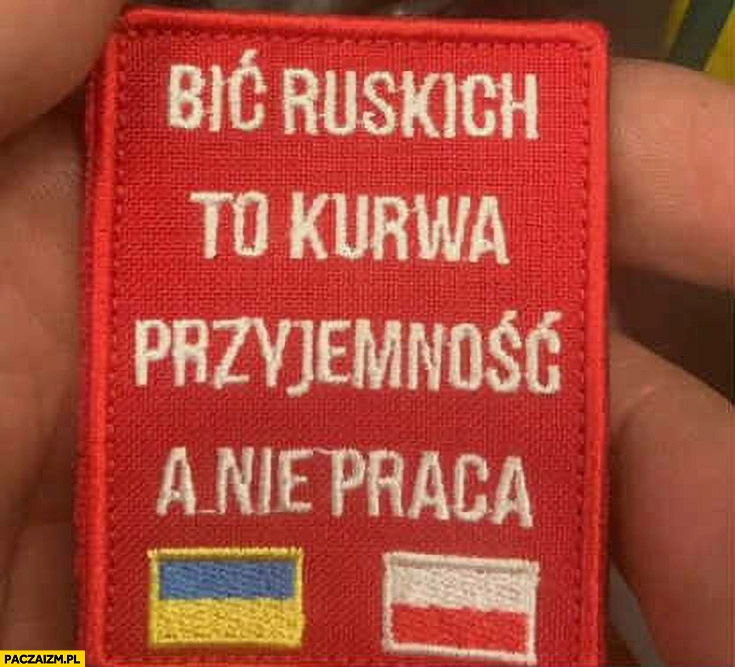 BIĆ RUSKICH
TO KURWA
PRZYJEMNOŚĆ
A NIE PRACA
PACZAIZM.PL